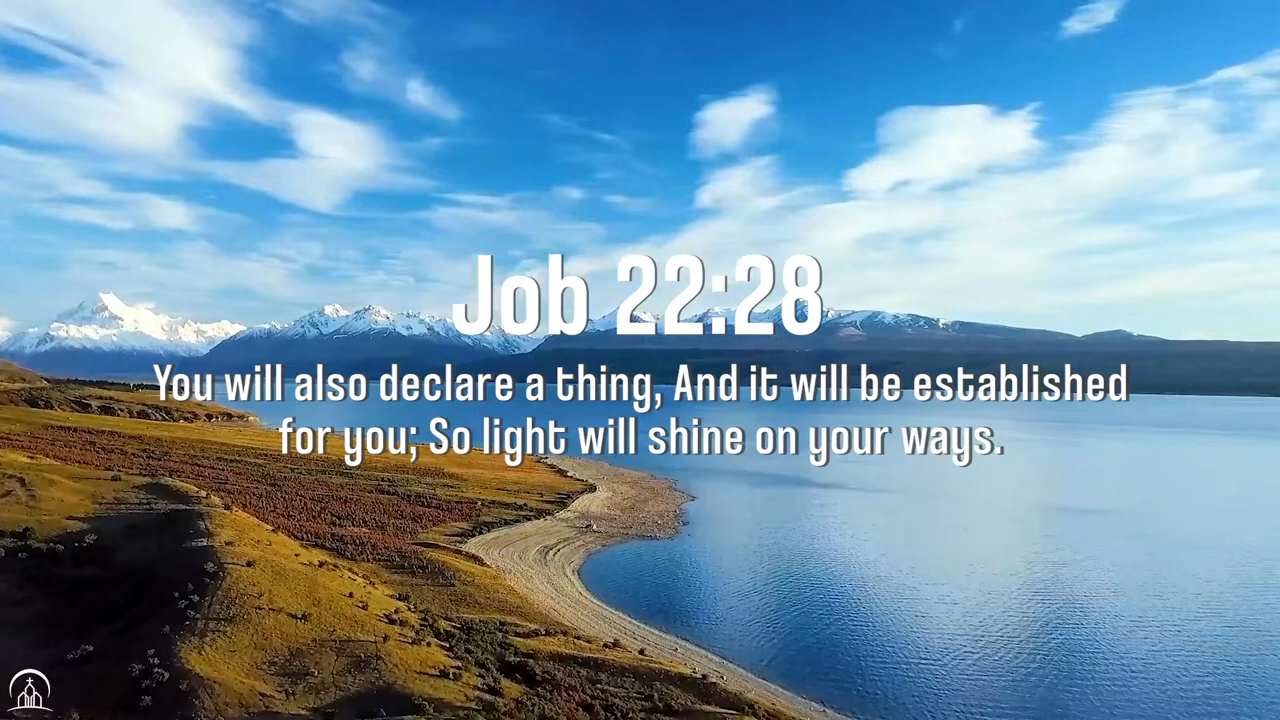 Job 22:28
You will also declare a thing, And it will be established
for you; So light will shine on your ways.